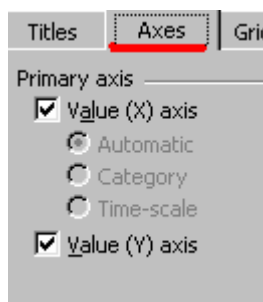 Titles Axes Gri
Primary axis
Value (X) axis
Automatic
Category
Time-scale
Value (Y) axis